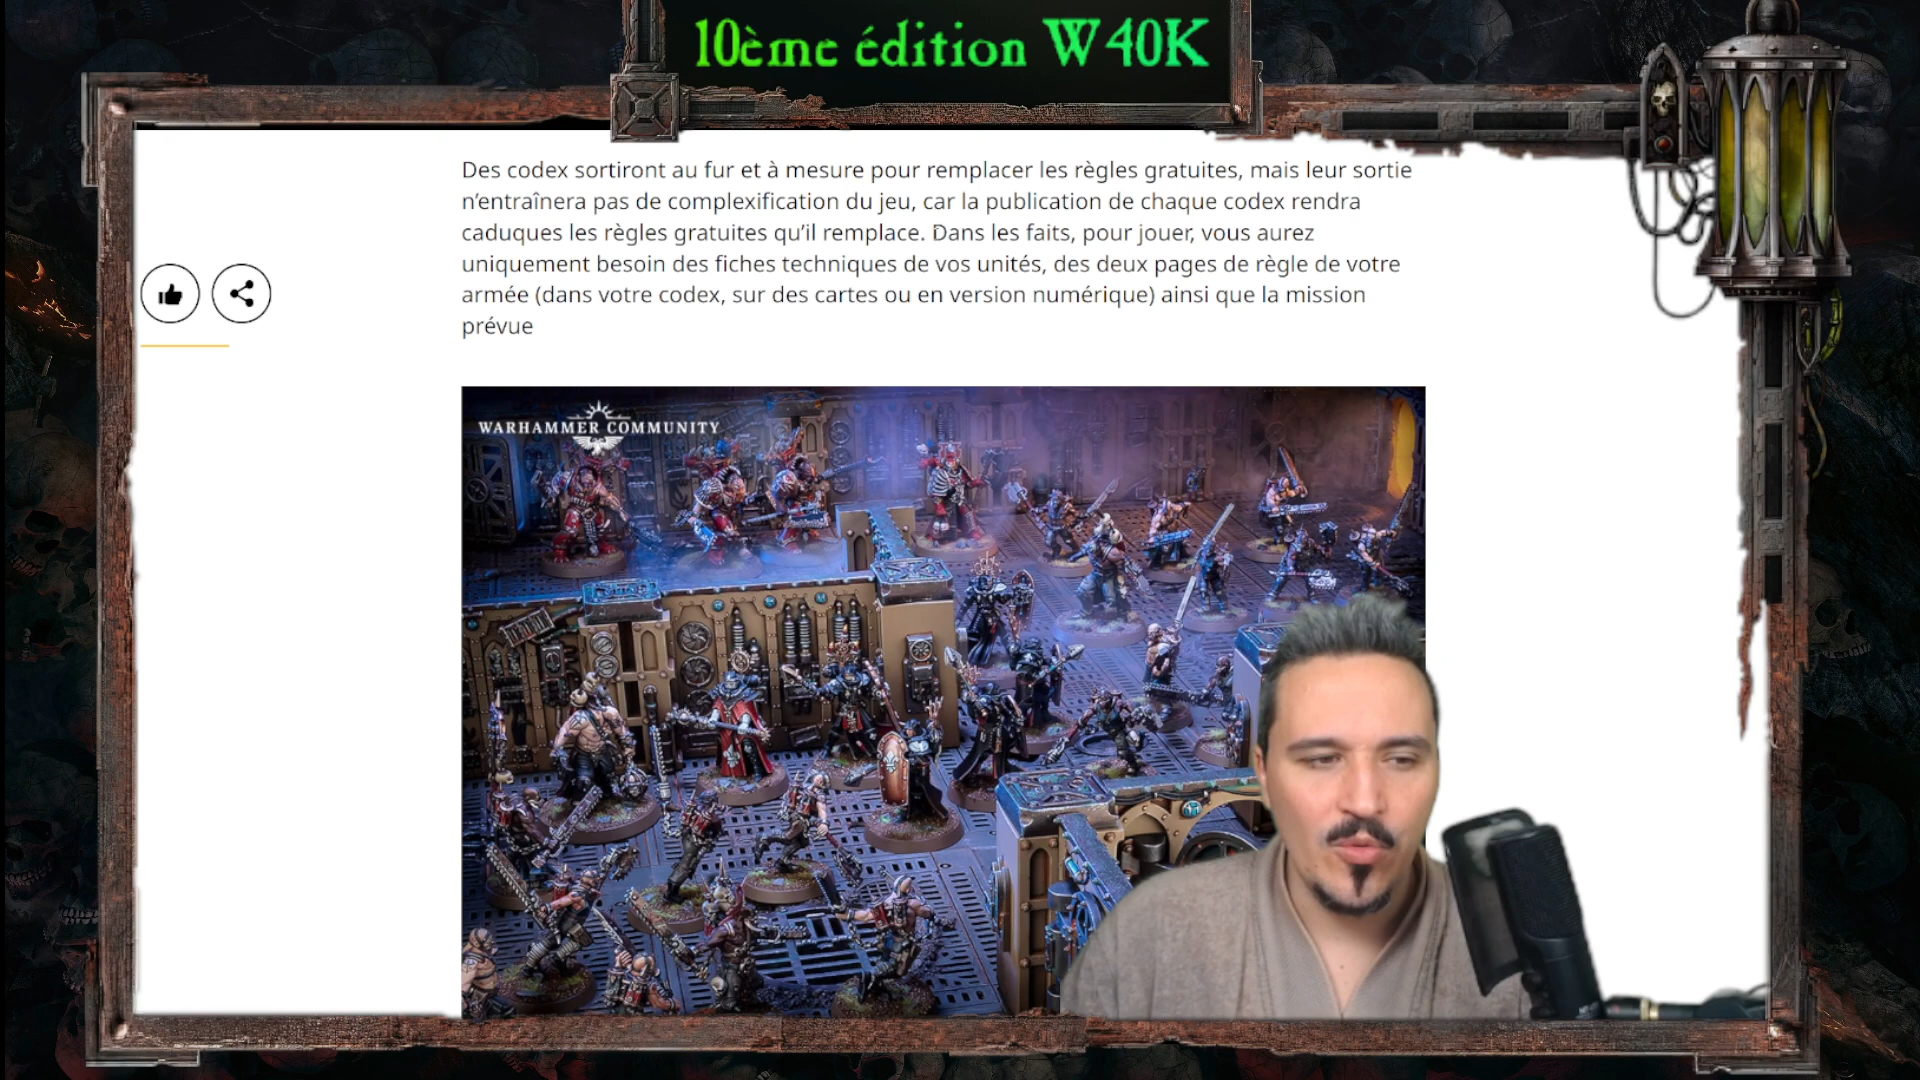 10ème édition W40K
Des codex sortiront au fur et à mesure pour remplacer les règles gratuites, mais leur sortie
n’entraînera pas de complexification du jeu, car la publication de chaque codex rendra
caduques les règles gratuites qu’il remplace. Dans les faits, pour jouer, vous aurez
uniquement besoin des fiches techniques de vos unités, des deux pages de règle de votre
armée (dans votre codex, sur des cartes ou en version numérique) ainsi que la mission
prévue
WARHAMMER COMMUNITY